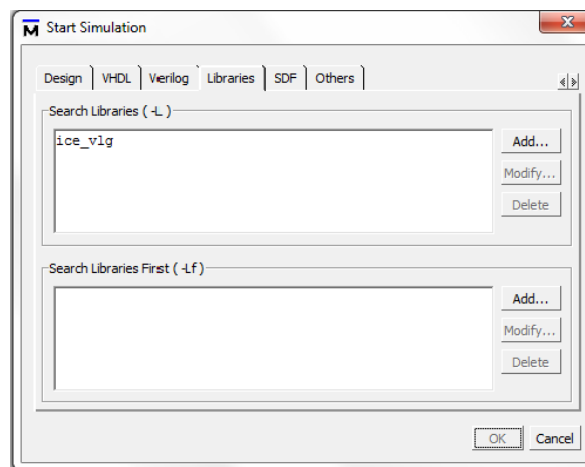 M Start Simulation
x
Design VHDL Verilog Libraries SDF Others
Search Libraries ( -L )
ice_vlg
Add...
Modify...
Delete
Search Libraries First ( -Lf )
Add...
Modify...
Delete
OK Cancel